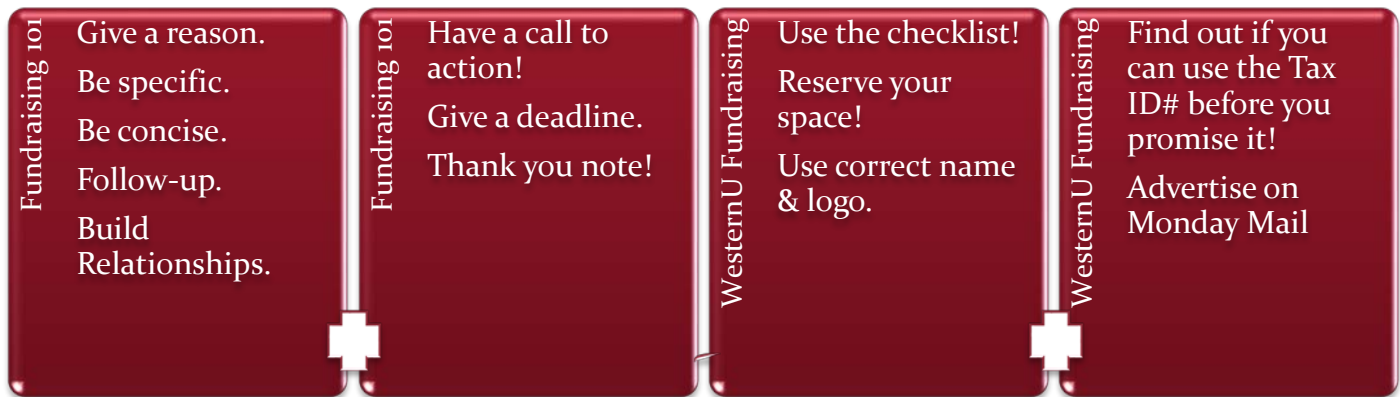 Fundraising 101
Give a reason.
Be specific.
Be concise.
Follow-up.
Build
Relationships.
Fundraising 101
Have a call to
action!
Give a deadline.
Thank you note!
WesternU Fundraising
Use the checklist!
Reserve your
space!
Use correct name
& logo.
WesternU Fundraising
Find out if you
can use the Tax
ID# before you
promise it!
Advertise on
Monday Mail